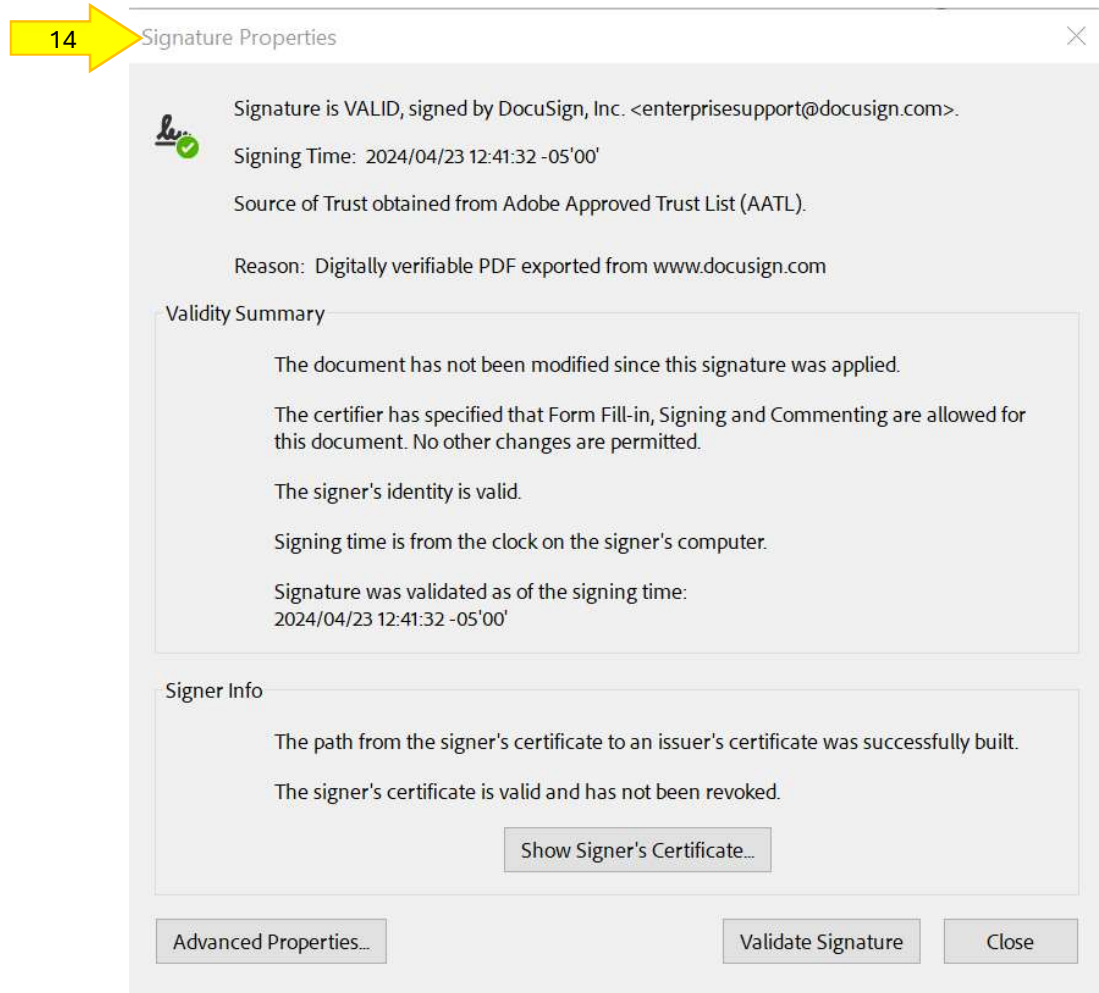 14
Signature Properties
Signature is VALID, signed by DocuSign, Inc. <enterprisesupport@docusign.com>.
Signing Time: 2024/04/23 12:41:32 -05'00'
Source of Trust obtained from Adobe Approved Trust List (AATL).
Reason: Digitally verifiable PDF exported from www.docusign.com
Validity Summary
The document has not been modified since this signature was applied.
The certifier has specified that Form Fill-in, Signing and Commenting are allowed for
this document. No other changes are permitted.
The signer's identity is valid.
Signing time is from the clock on the signer's computer.
Signature was validated as of the signing time:
2024/04/23 12:41:32 -05'00'
Signer Info
The path from the signer's certificate to an issuer's certificate was successfully built.
The signer's certificate is valid and has not been revoked.
Show Signer's Certificate...
Advanced Properties...
Validate Signature
Close